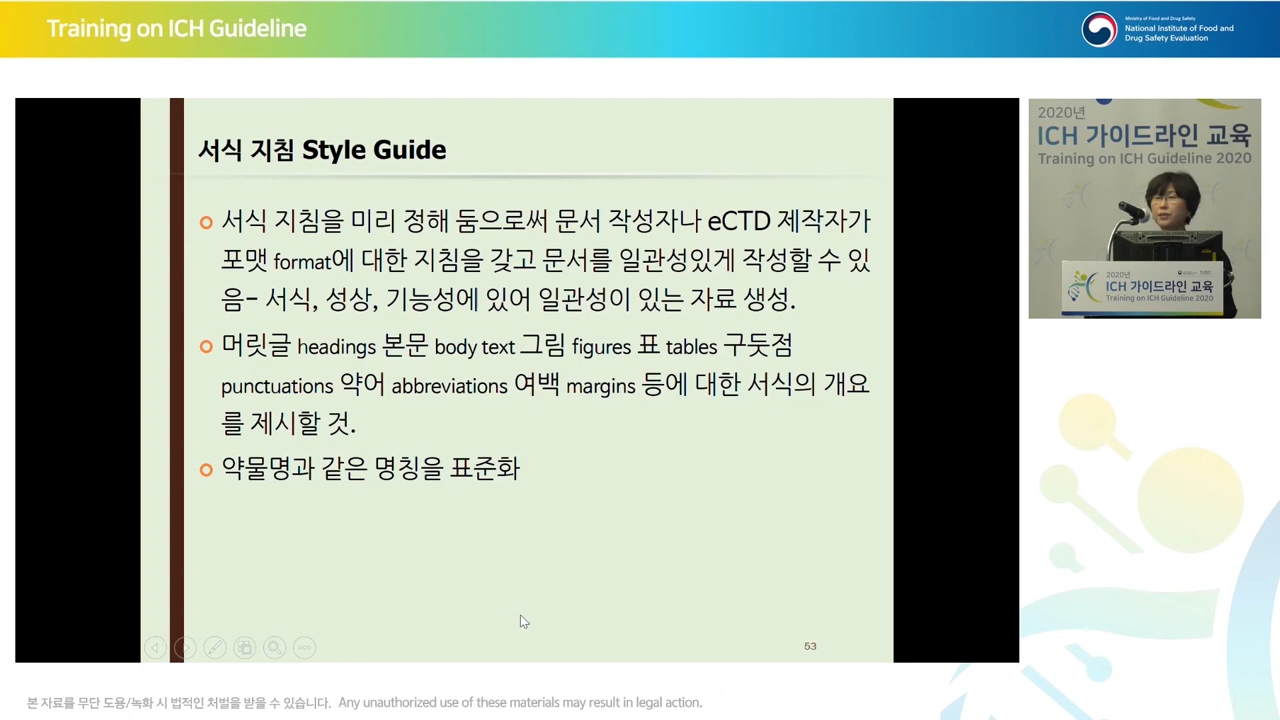 Training on ICH Guideline
Ministry of Food and Drug Safety
National Institute of Food and
Drug Safety Evaluation
서식 지침 Style Guide
서식 지침을 미리 정해 둠으로써 문서 작성자나 eCTD 제작자가
포맷 format에 대한 지침을 갖고 문서를 일관성있게 작성할 수 있
음- 서식, 성상, 기능성에 있어 일관성이 있는 자료 생성.
머릿글 headings 본문 body text 그림 figures 표 tables 구둣점
punctuations 약어 abbreviations 여백 margins 등에 대한 서식의 개요
를 제시할 것.
약물명과 같은 명칭을 표준화
53
2020년
ICH 가이드라인 교육
Training on ICH Guideline 2020
2020년
ICH 가이드라인 교육
Training on ICH Guideline 2020
본 자료를 무단 도용/녹화 시 법적인 처벌을 받을 수 있습니다. Any unauthorized use of these materials may result in legal action.